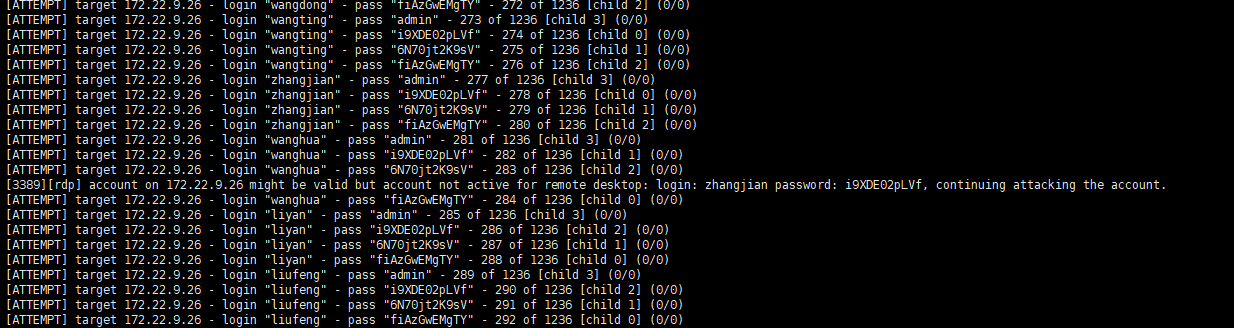 [ATTEMPT] target 172.22.9.26 - login "wangdong" - pass "fiAzGwEMgTY" - 272 of 1236 [child 2] (0/0)
[ATTEMPT] target 172.22.9.26 - login "wangting" - pass "admin" - 273 of 1236 [child 3] (0/0)
[ATTEMPT] target 172.22.9.26 - login "wangting" - pass "i9XDE02pLVf" - 274 of 1236 [child 0] (0/0)
[ATTEMPT] target 172.22.9.26 - login "wangting" - pass "6N70jt2K9sV" - 275 of 1236 [child 1] (0/0)
[ATTEMPT] target 172.22.9.26 - login "wangting" - pass "fiAzGwEMgTY" - 276 of 1236 [child 2] (0/0)
[ATTEMPT] target 172.22.9.26 - login "zhangjian" - pass "admin" - 277 of 1236 [child 3] (0/0)
[ATTEMPT] target 172.22.9.26 - login "zhangjian" - pass "i9XDE02pLVf" - 278 of 1236 [child 0] (0/0)
[ATTEMPT] target 172.22.9.26 - login "zhangjian" - pass "6N70jt2K9sV" - 279 of 1236 [child 1] (0/0)
[ATTEMPT] target 172.22.9.26 - login "zhangjian" - pass "fiAzGwEMgTY" - 280 of 1236 [child 2] (0/0)
[ATTEMPT] target 172.22.9.26 - login "wanghua" - pass "admin" - 281 of 1236 [child 3] (0/0)
[ATTEMPT] target 172.22.9.26 - login "wanghua" - pass "i9XDE02pLVf" - 282 of 1236 [child 1] (0/0)
[ATTEMPT] target 172.22.9.26 - login "wanghua" - pass "6N70jt2K9sV" - 283 of 1236 [child 2] (0/0)
[3389][rdp] account on 172.22.9.26 might be valid but account not active for remote desktop: login: zhangjian password: i9XDE02pLVf, continuing attacking the account.
[ATTEMPT] target 172.22.9.26 - login "wanghua" - pass "fiAzGwEMgTY" - 284 of 1236 [child 0] (0/0)
[ATTEMPT] target 172.22.9.26 - login "liyan" - pass "admin" - 285 of 1236 [child 3] (0/0)
[ATTEMPT] target 172.22.9.26 - login "liyan" - pass "i9XDE02pLVf" - 286 of 1236 [child 2] (0/0)
[ATTEMPT] target 172.22.9.26 - login "liyan" - pass "6N70jt2K9sV" - 287 of 1236 [child 1] (0/0)
[ATTEMPT] target 172.22.9.26 - login "liyan" - pass "fiAzGwEMgTY" - 288 of 1236 [child 0] (0/0)
[ATTEMPT] target 172.22.9.26 - login "liufeng" - pass "admin" - 289 of 1236 [child 3] (0/0)
[ATTEMPT] target 172.22.9.26 - login "liufeng" - pass "i9XDE02pLVf" - 290 of 1236 [child 2] (0/0)
[ATTEMPT] target 172.22.9.26 - login "liufeng" - pass "6N70jt2K9sV" - 291 of 1236 [child 1] (0/0)
[ATTEMPT] target 172.22.9.26 - login "liufeng" - pass "fiAzGwEMgTY" - 292 of 1236 [child 0] (0/0)